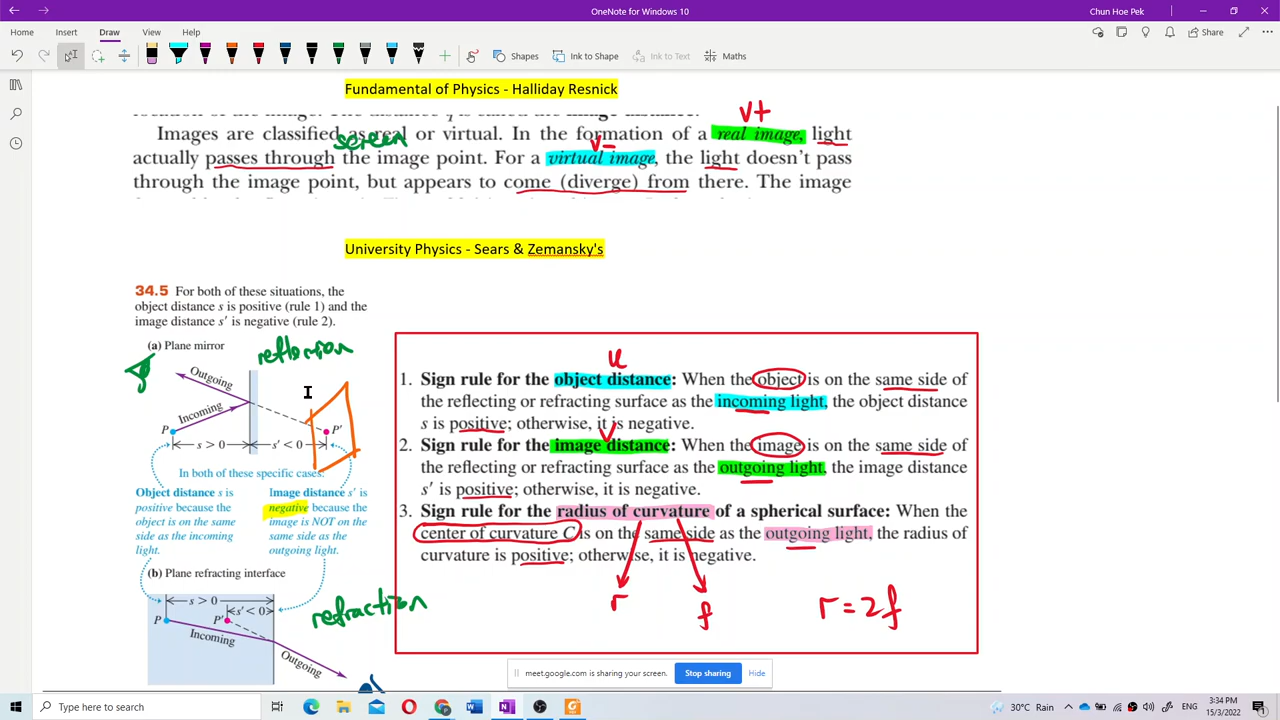 OneNote for Windows 10
Chun Hoe Pek
Home Insert Draw View Help
Share
Shapes Ink to Shape Ink to Text Maths
Fundamental of Physics - Halliday Resnick
v+
Images are classified as real or virtual. In the formation of a real image, light
screen
v-
actually passes through the image point. For a virtual image, the light doesn't pass
through the image point, but appears to come (diverge) from there. The image
University Physics - Sears & Zemansky's
34.5 For both of these situations, the
object distance s is positive (rule 1) and the
image distance s′ is negative (rule 2).
(a) Plane mirror
reflexion
Outgoing
Incoming
P
P′
s > 0
s′ < 0
In both of these specific cases:
Object distance s is
positive because the
object is on the same
side as the incoming
light.
Image distance s′ is
negative because the
image is NOT on the
same side as the
outgoing light.
(b) Plane refracting interface
refraction
s > 0
s′ < 0
P
P′
Incoming
Outgoing
u
1. Sign rule for the object distance: When the object is on the same side of
the reflecting or refracting surface as the incoming light, the object distance
s is positive; otherwise, it is negative.
v
2. Sign rule for the image distance: When the image is on the same side of
the reflecting or refracting surface as the outgoing light, the image distance
s′ is positive; otherwise, it is negative.
3. Sign rule for the radius of curvature of a spherical surface: When the
center of curvature C is on the same side as the outgoing light, the radius of
curvature is positive; otherwise, it is negative.
r
f
r = 2f
meet.google.com is sharing your screen.
Stop sharing
Hide
Type here to search
30°C Rain
3:34 PM
15/3/2022